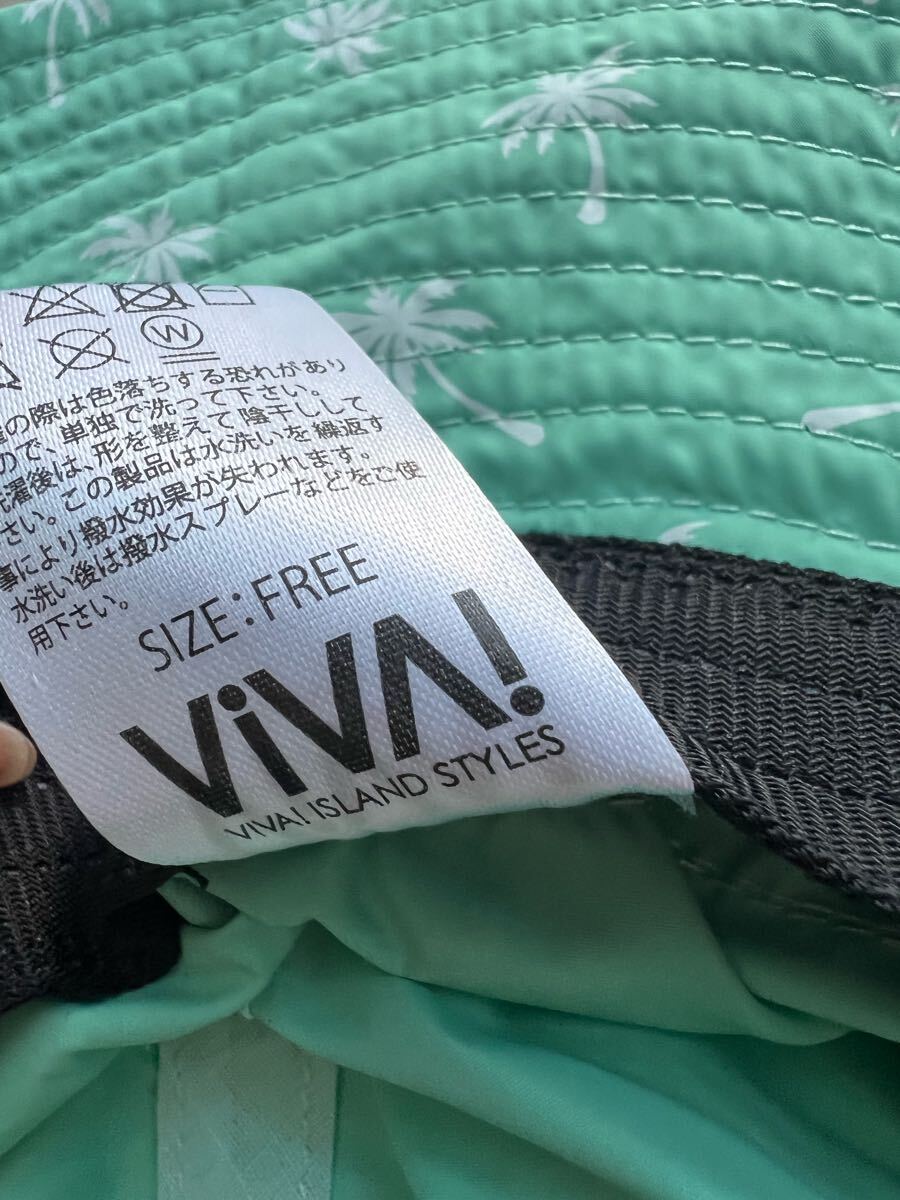 W
の際は色落ちする恐れがあり
ので、単独で洗って下さい。
濯後は、形を整えて陰干しして
さい。この製品は水洗いを繰返す
事により撥水効果が失われます。
水洗い後は撥水スプレーなどをご使
用下さい。
SIZE:FREE
ViVA!
VIVA! ISLAND STYLES